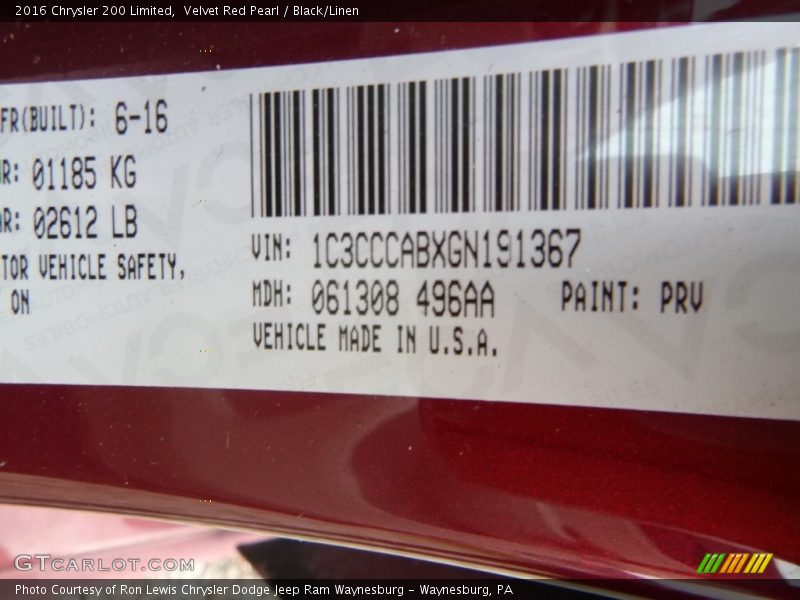 2016 Chrysler 200 Limited,  Velvet Red Pearl / Black/Linen
FR(BUILT): 6-16
R: 01185 KG
AR: 02612 LB
TOR VEHICLE SAFETY,
ON
VIN: 1C3CCCABXGN191367
MDH: 061308 496AA PAINT: PRV
VEHICLE MADE IN U.S.A.
GTCARLOT.COM
Photo Courtesy of Ron Lewis Chrysler Dodge Jeep Ram Waynesburg - Waynesburg, PA